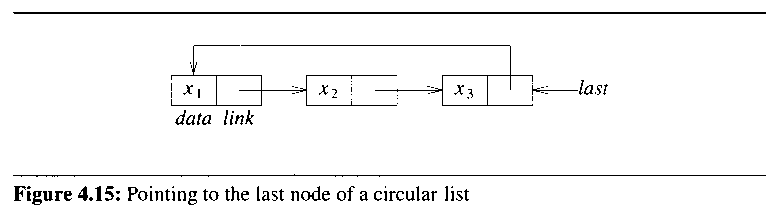 x1 x2 x3 last
data link
Figure 4.15: Pointing to the last node of a circular list